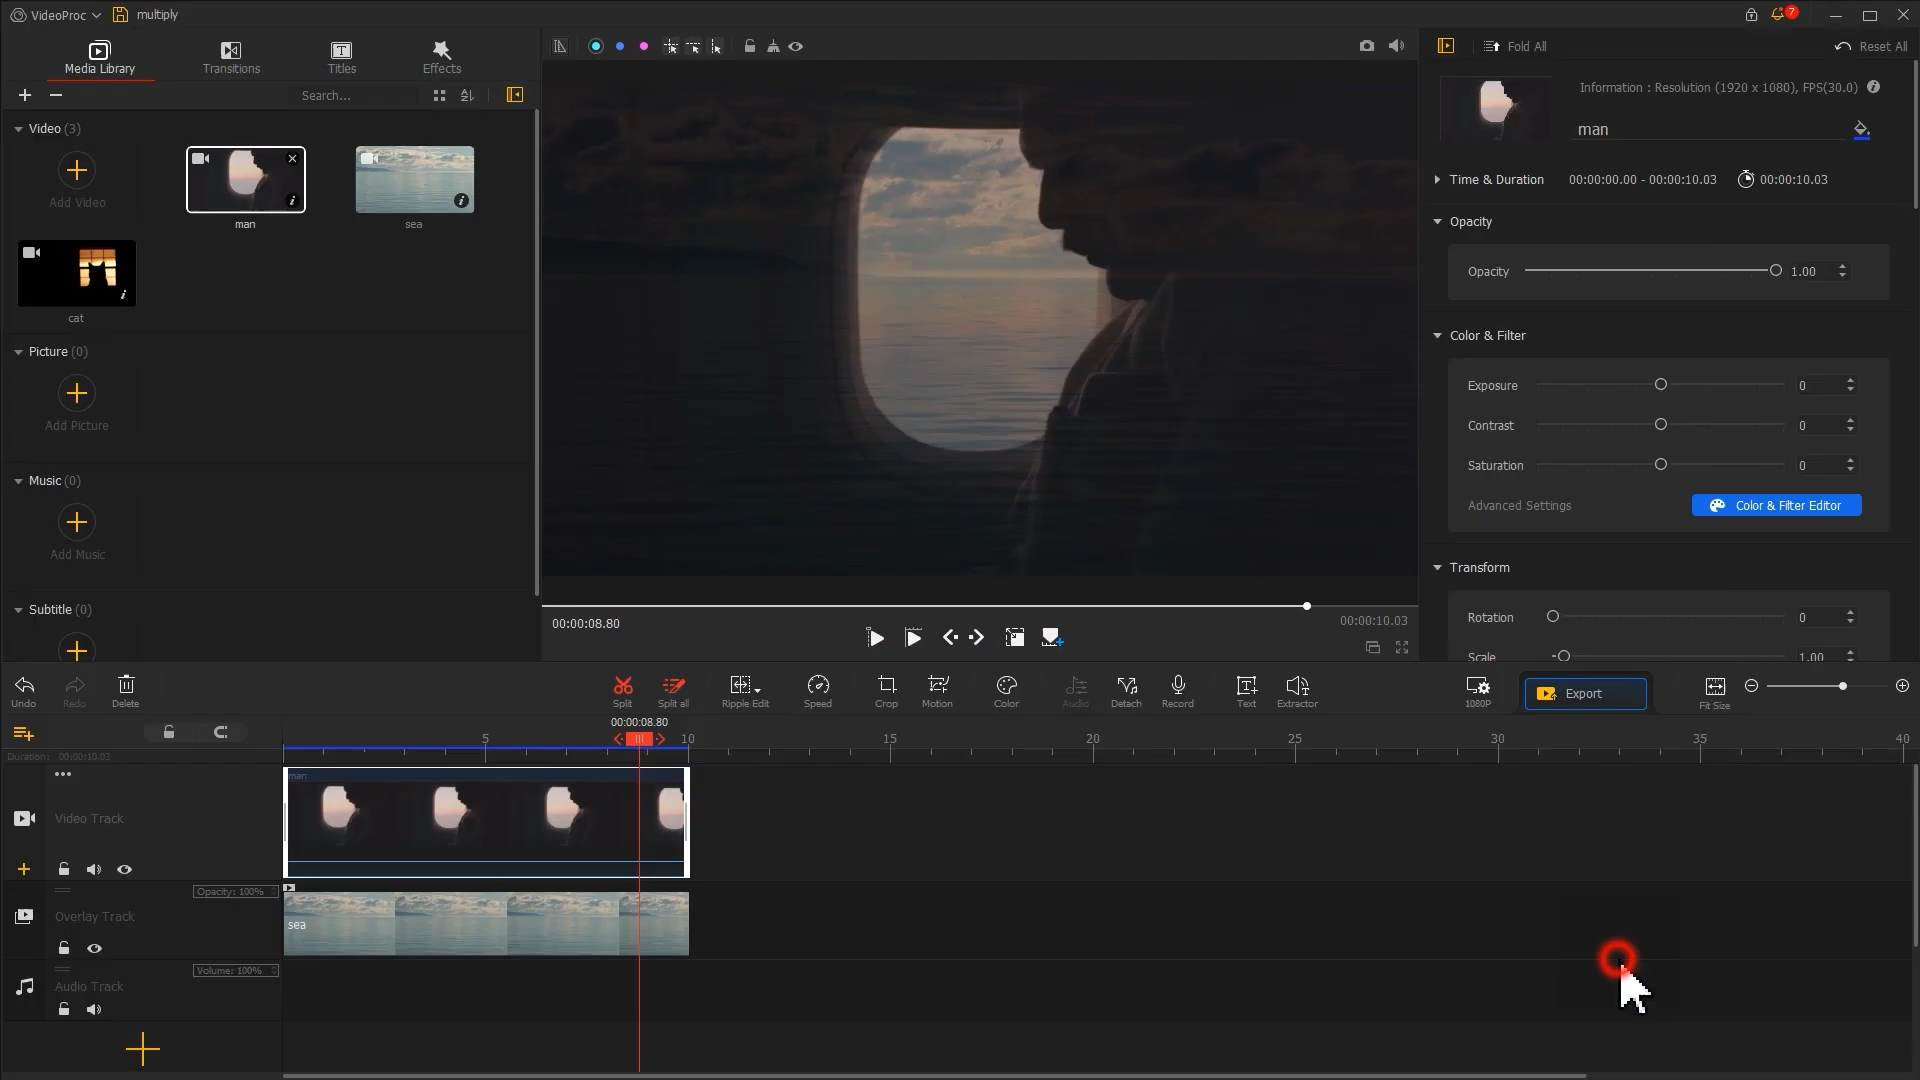 VideoProc multiply 7
Media Library Transitions Titles Effects
Search...
Video (3)
Add Video
man sea
cat
Picture (0)
Add Picture
Music (0)
Add Music
Subtitle (0)
00:00:08.80 00:00:10.03
Fold All Reset All
Information : Resolution (1920 x 1080), FPS(30.0)
man
Time & Duration 00:00:00.00 - 00:00:10.03 00:00:10.03
Opacity
Opacity 1.00
Color & Filter
Exposure 0
Contrast 0
Saturation 0
Advanced Settings Color & Filter Editor
Transform
Rotation 0
Scale 1.00
Undo Redo Delete Split Split all Ripple Edit Speed Crop Motion Color Audio Detach Record Text Extractor 1080P Export Fit Size
00:00:08.80
5 10 15 20 25 30 35 40
Duration: 00:00:10.03
man
Video Track
Opacity: 100%
Overlay Track
sea
Volume: 100%
Audio Track